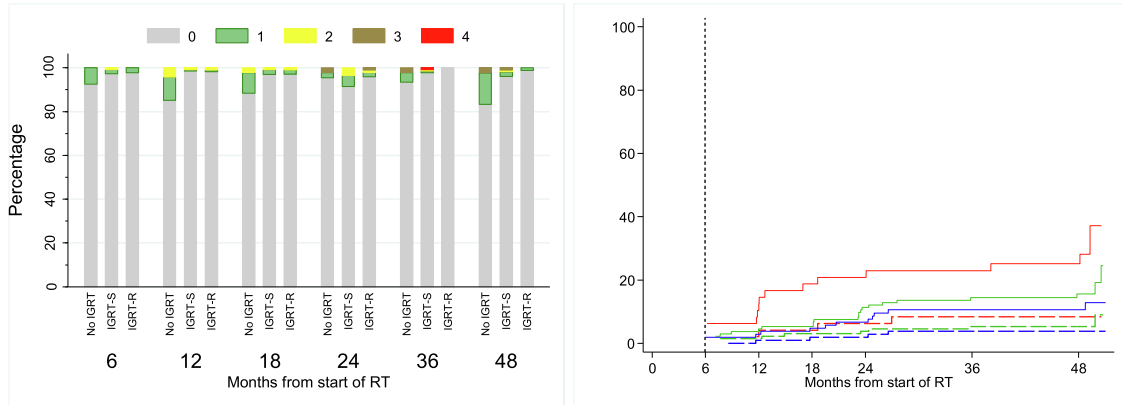 0 1 2 3 4
100
80
60
40
20
0
Percentage
No IGRT IGRT-S IGRT-R No IGRT IGRT-S IGRT-R No IGRT IGRT-S IGRT-R No IGRT IGRT-S IGRT-R No IGRT IGRT-S IGRT-R No IGRT IGRT-S IGRT-R
6 12 18 24 36 48
Months from start of RT
100
80
60
40
20
0
0 6 12 18 24 36 48
Months from start of RT